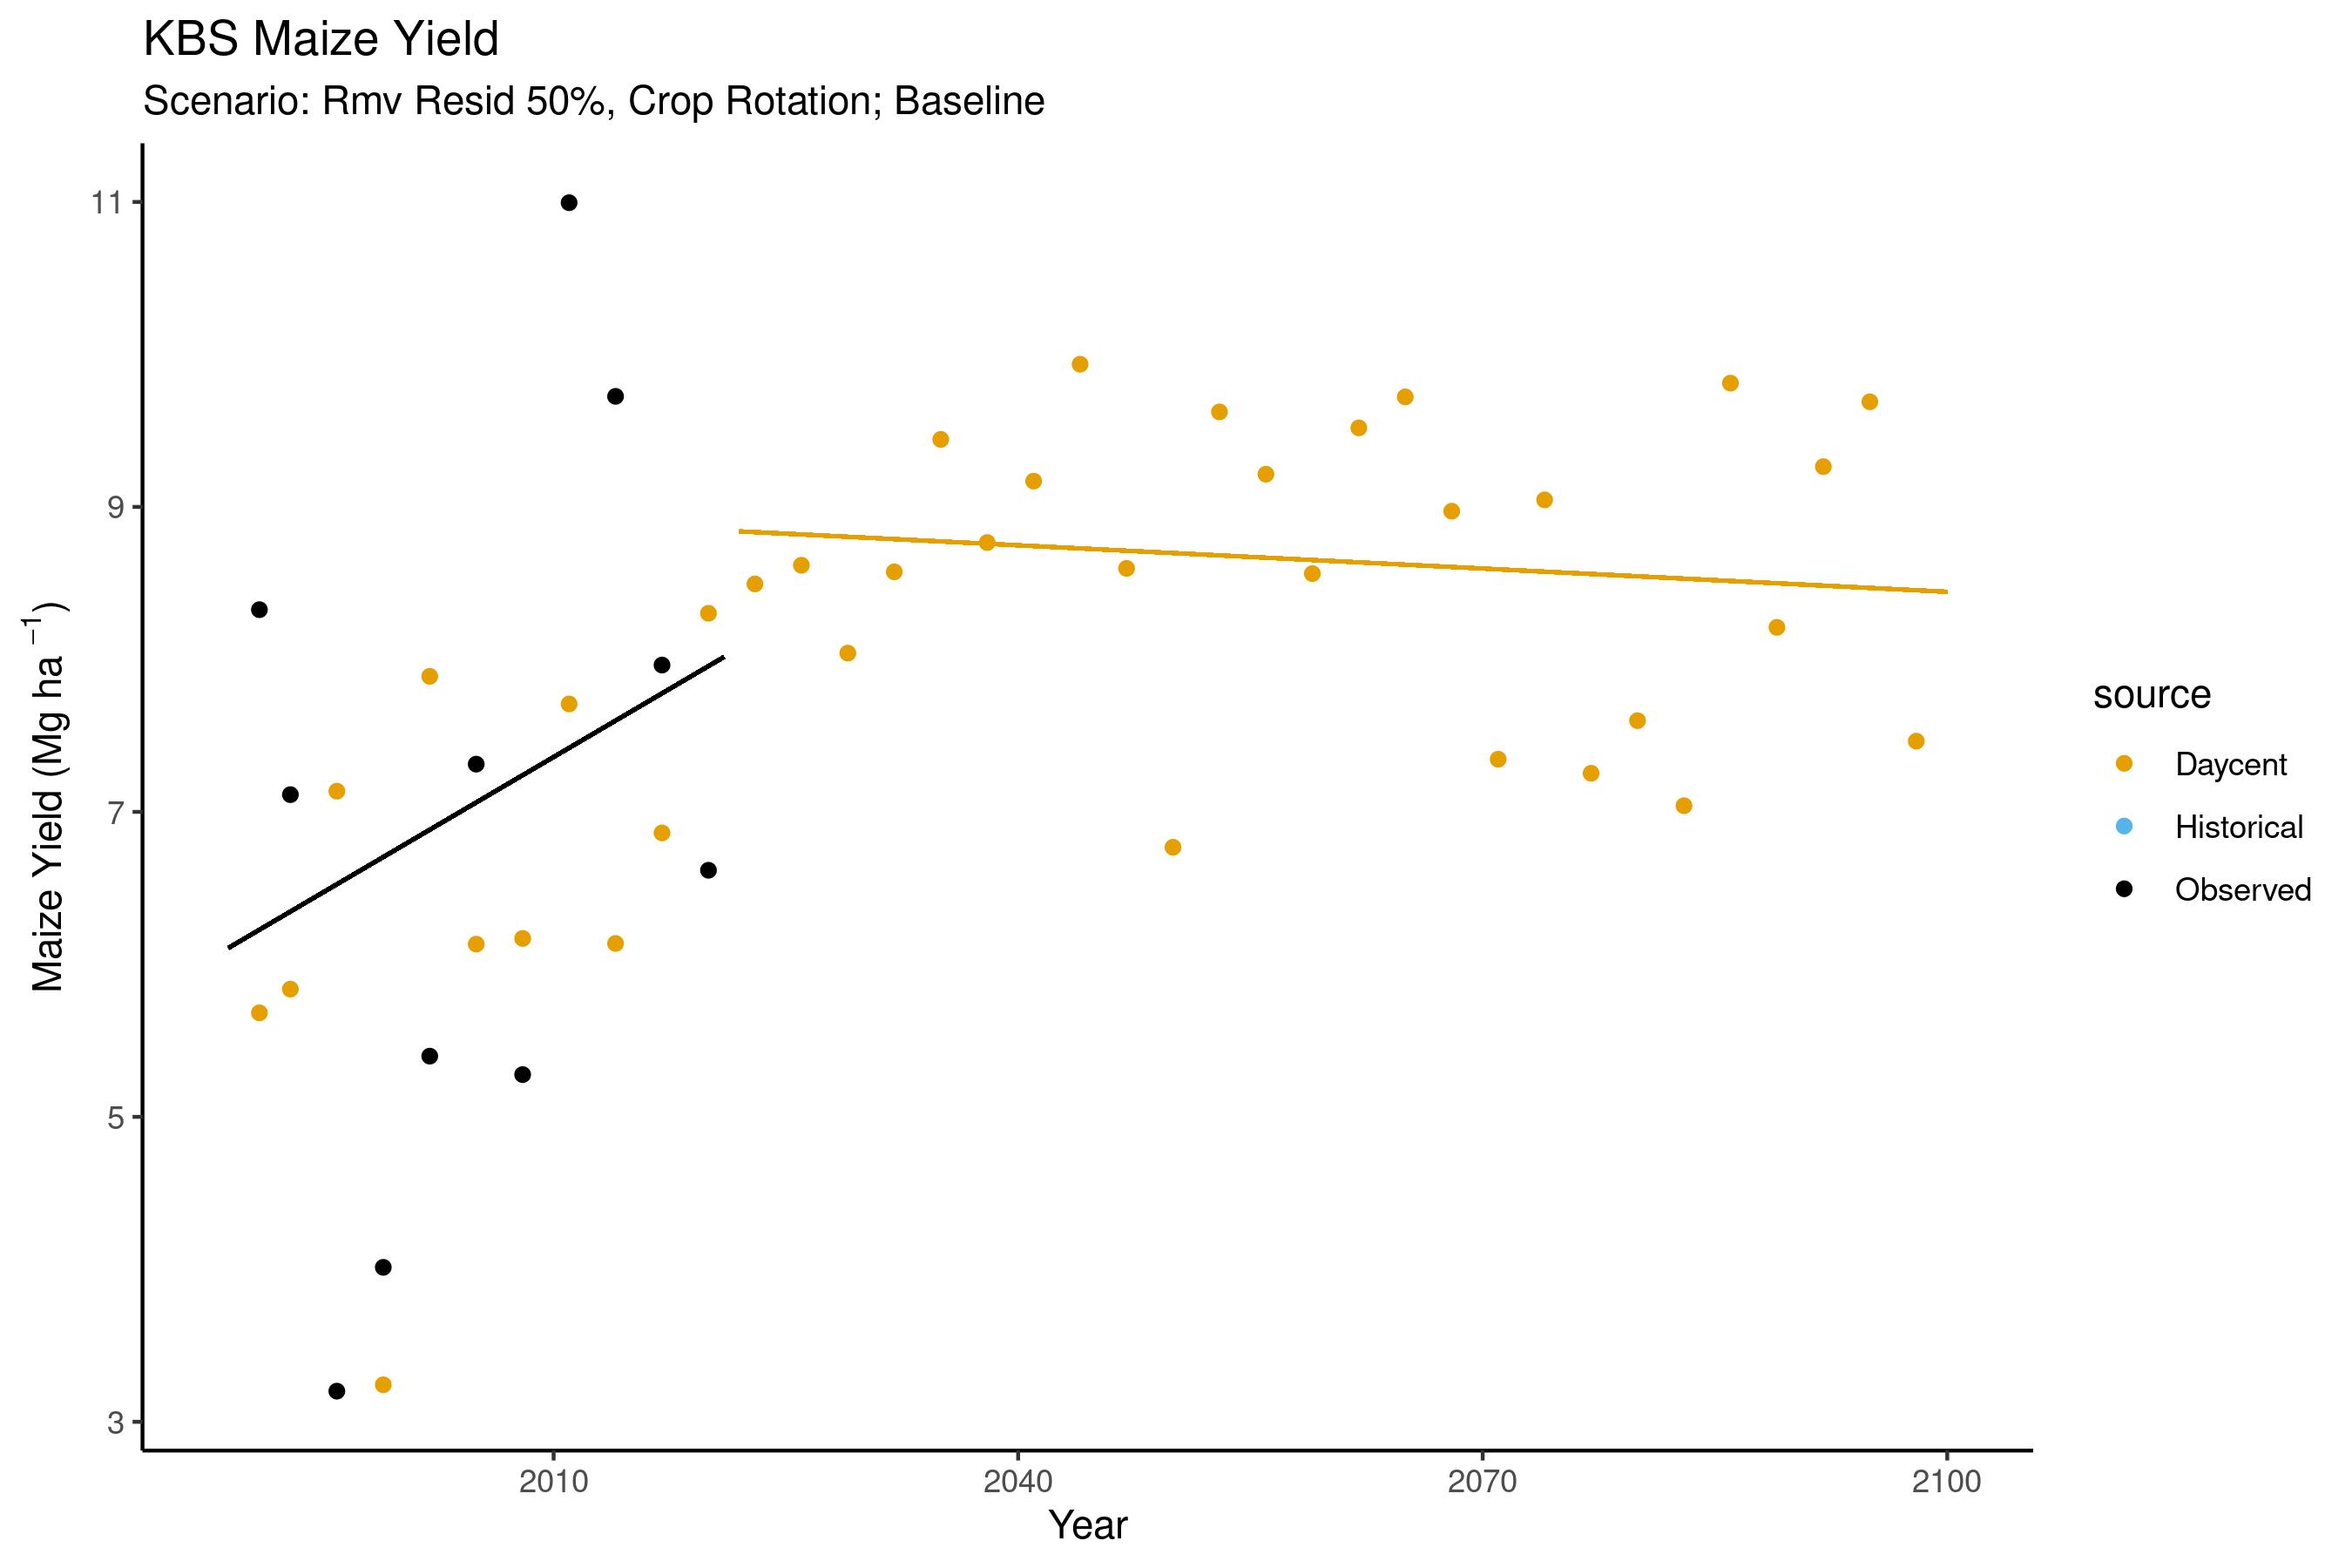 KBS Maize Yield
Scenario: Rmv Resid 50%, Crop Rotation; Baseline
11
9
7
5
3
Maize Yield (Mg ha −1)
2010
2040
2070
2100
Year
source
Daycent
Historical
Observed